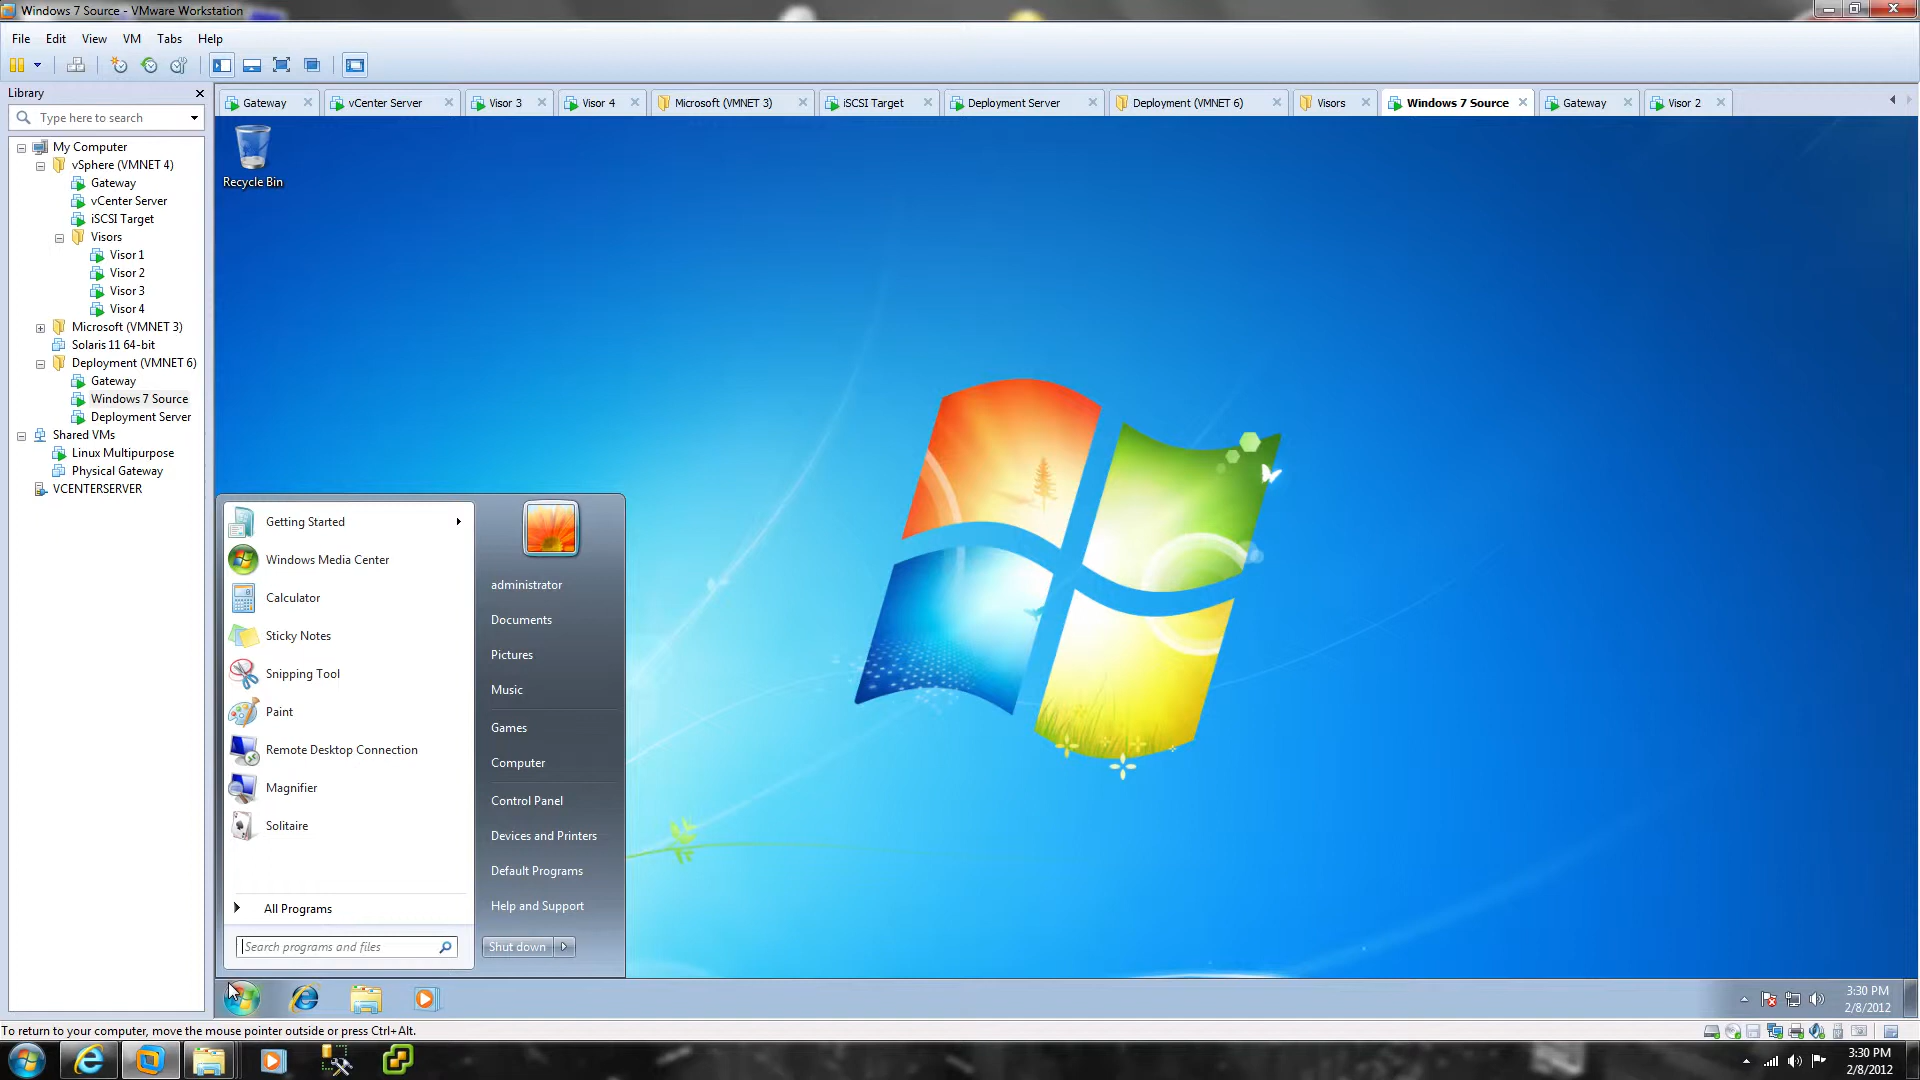 Windows 7 Source - VMware Workstation
File Edit View VM Tabs Help
Library
Type here to search
My Computer
vSphere (VMNET 4)
Gateway
vCenter Server
iSCSI Target
Visors
Visor 1
Visor 2
Visor 3
Visor 4
Microsoft (VMNET 3)
Solaris 11 64-bit
Deployment (VMNET 6)
Gateway
Windows 7 Source
Deployment Server
Shared VMs
Linux Multipurpose
Physical Gateway
VCENTERSERVER
Gateway vCenter Server Visor 3 Visor 4 Microsoft (VMNET 3) iSCSI Target Deployment Server Deployment (VMNET 6) Visors Windows 7 Source Gateway Visor 2
Recycle Bin
Getting Started
Windows Media Center
Calculator
Sticky Notes
Snipping Tool
Paint
Remote Desktop Connection
Magnifier
Solitaire
All Programs
Search programs and files
administrator
Documents
Pictures
Music
Games
Computer
Control Panel
Devices and Printers
Default Programs
Help and Support
Shut down
3:30 PM
2/8/2012
To return to your computer, move the mouse pointer outside or press Ctrl+Alt.
3:30 PM
2/8/2012